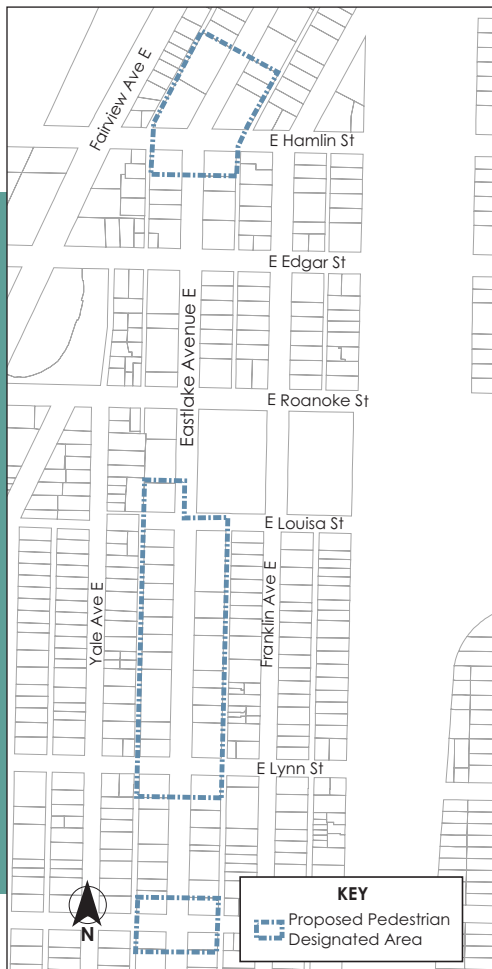 Fairview Ave E
E Hamlin St
E Edgar St
Eastlake Avenue E
E Roanoke St
E Louisa St
Yale Ave E
Franklin Ave E
E Lynn St
N
KEY
Proposed Pedestrian
Designated Area